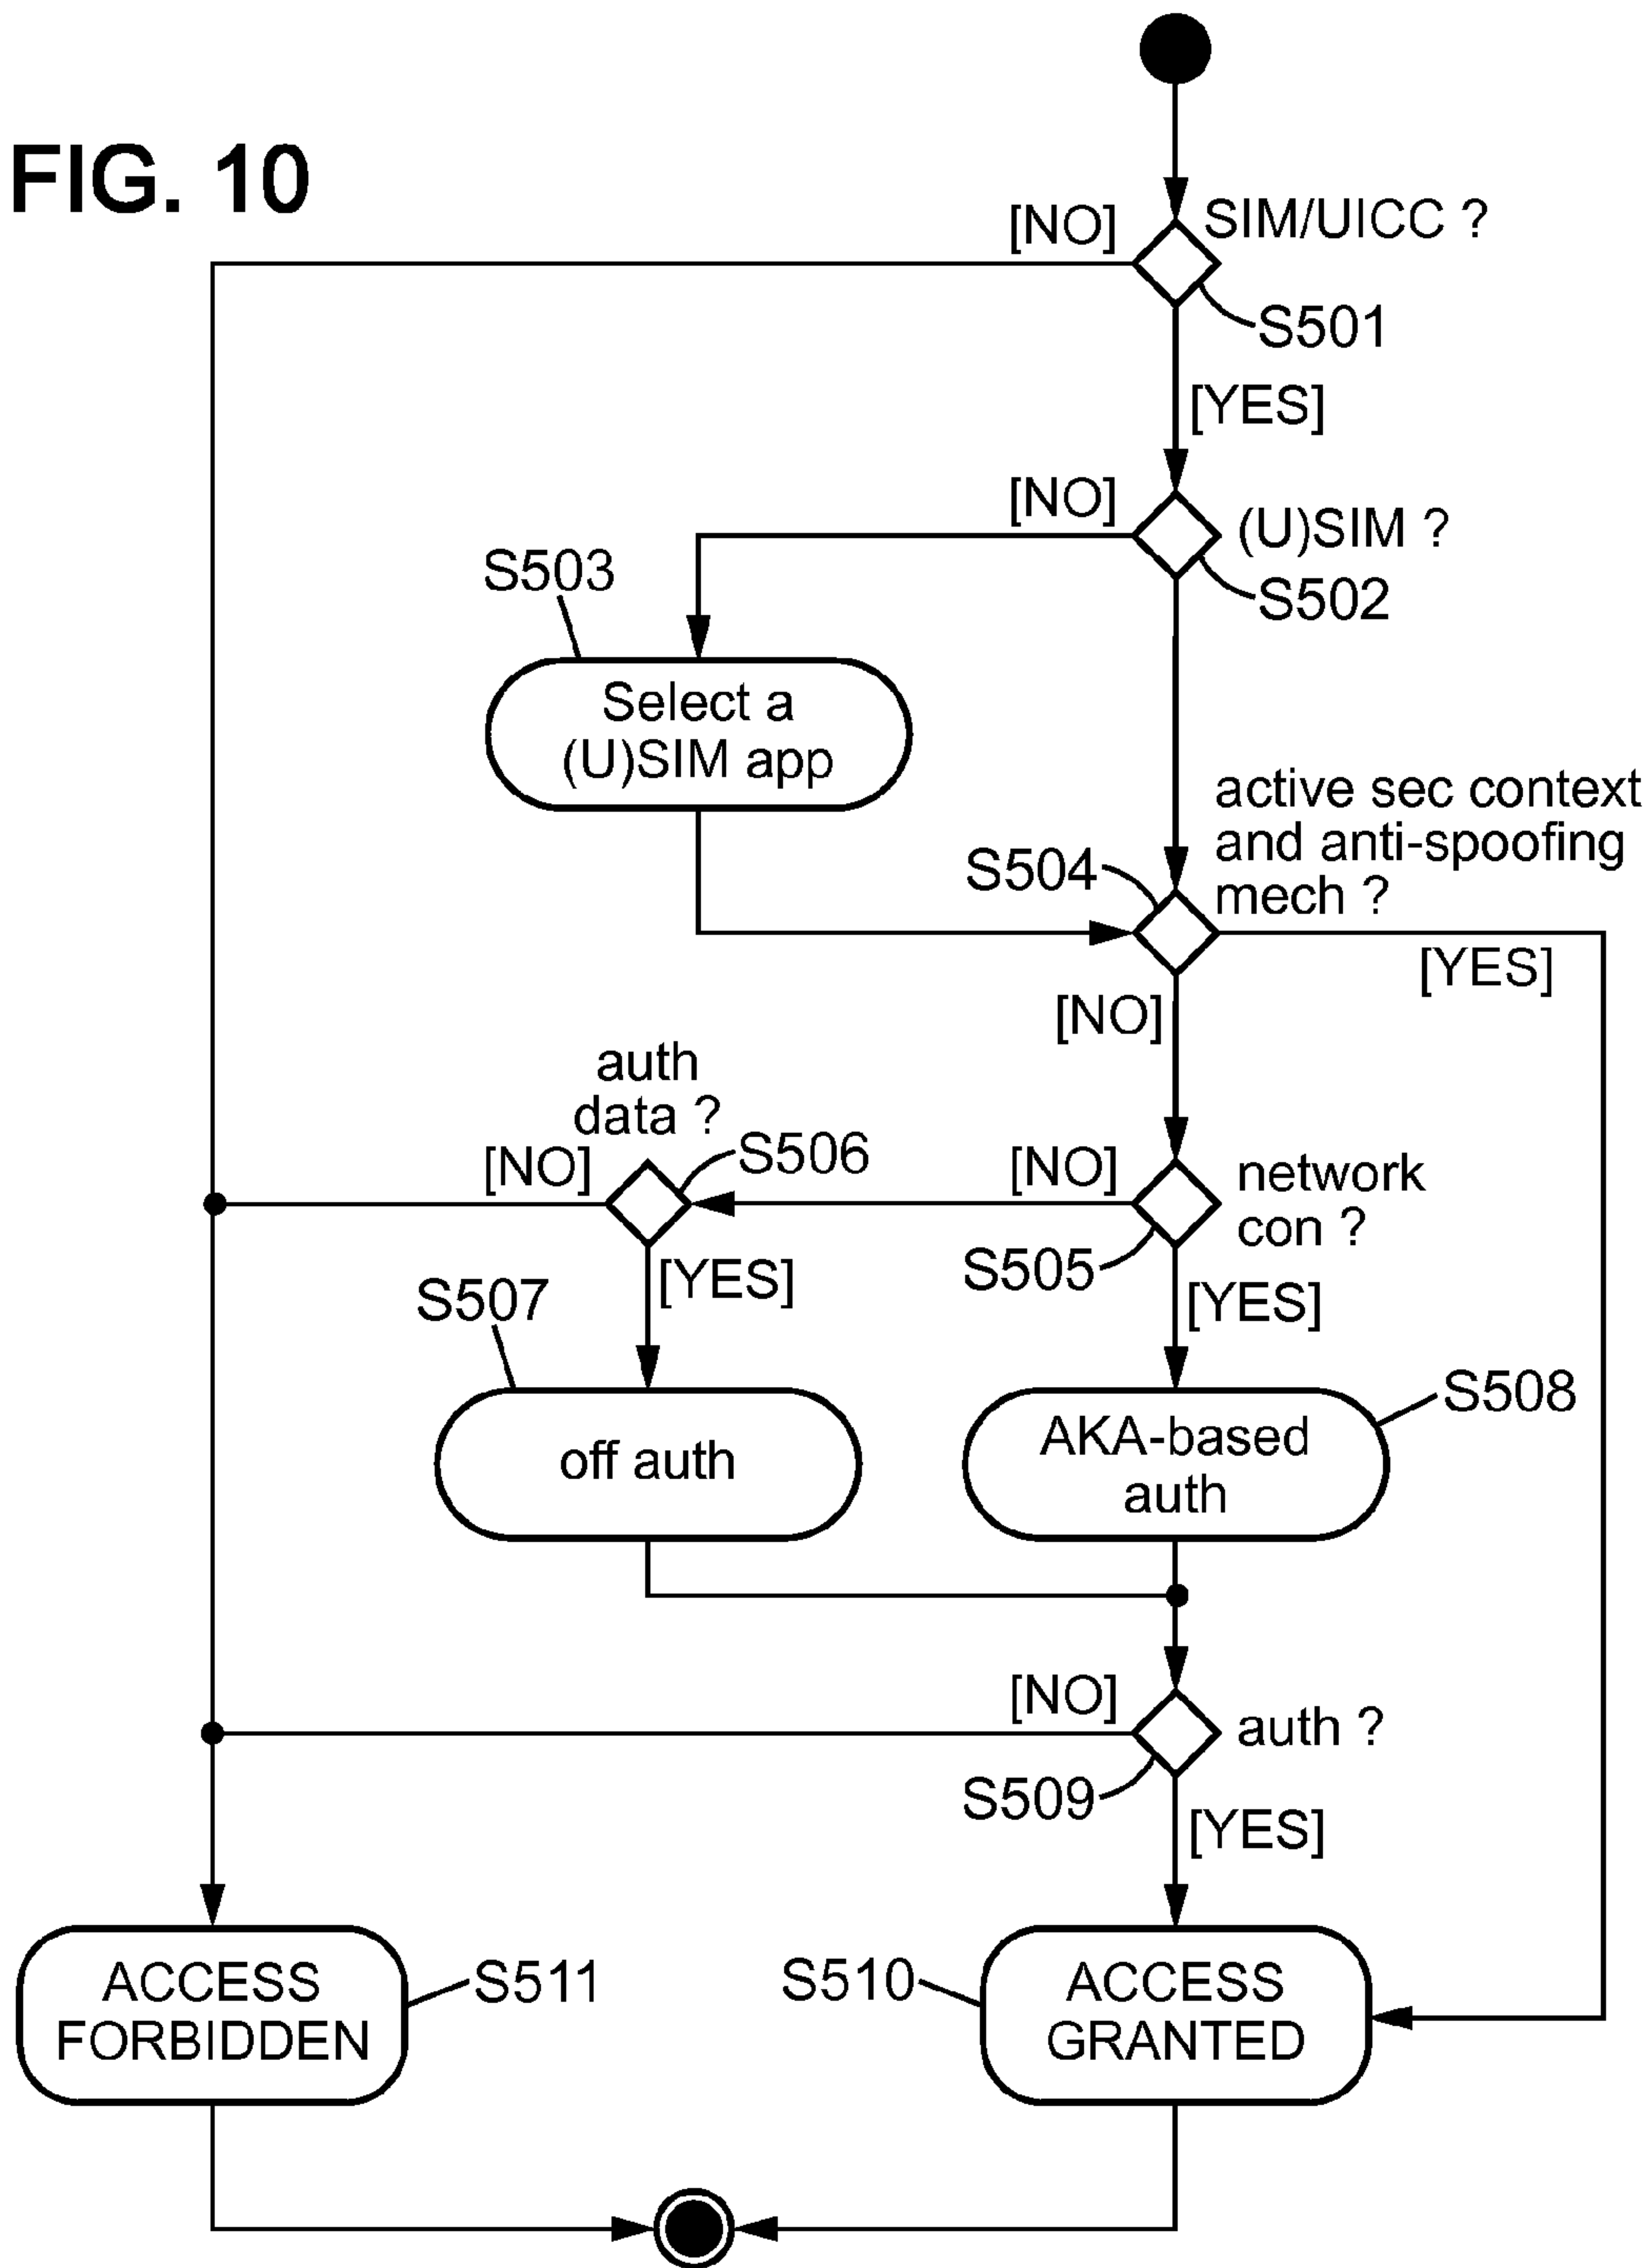 FIG. 10
[NO]
SIM/UICC ?
S501
[YES]
[NO]
(U)SIM ?
S502
S503
Select a
(U)SIM app
active sec context
and anti-spoofing
mech ?
S504
[YES]
[NO]
auth
data ?
[NO]
S506
[NO]
network
con ?
S505
[YES]
[YES]
S507
off auth
AKA-based
auth
S508
[NO]
auth ?
S509
[YES]
ACCESS
FORBIDDEN
S511
S510
ACCESS
GRANTED